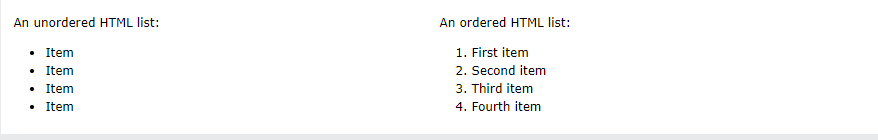 An unordered HTML list:
• Item
• Item
• Item
• Item
An ordered HTML list:
1. First item
2. Second item
3. Third item
4. Fourth item